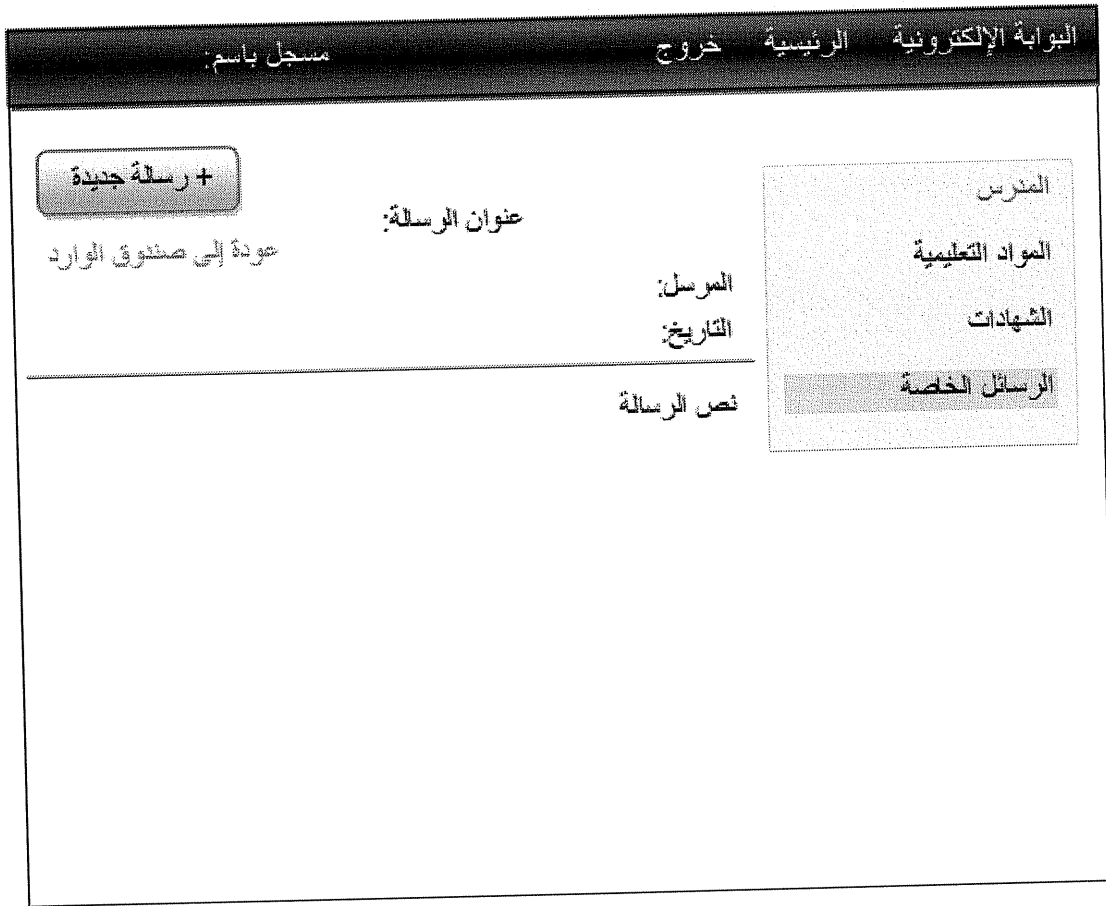 البوابة الإلكترونية الرئيسية خروج مسجل باسم:
المدرس
المواد التعليمية
الشهادات
الرسائل الخاصة
+ رسالة جديدة
عنوان الرسالة:
عودة إلى صندوق الوارد
المرسل:
التاريخ:
نص الرسالة